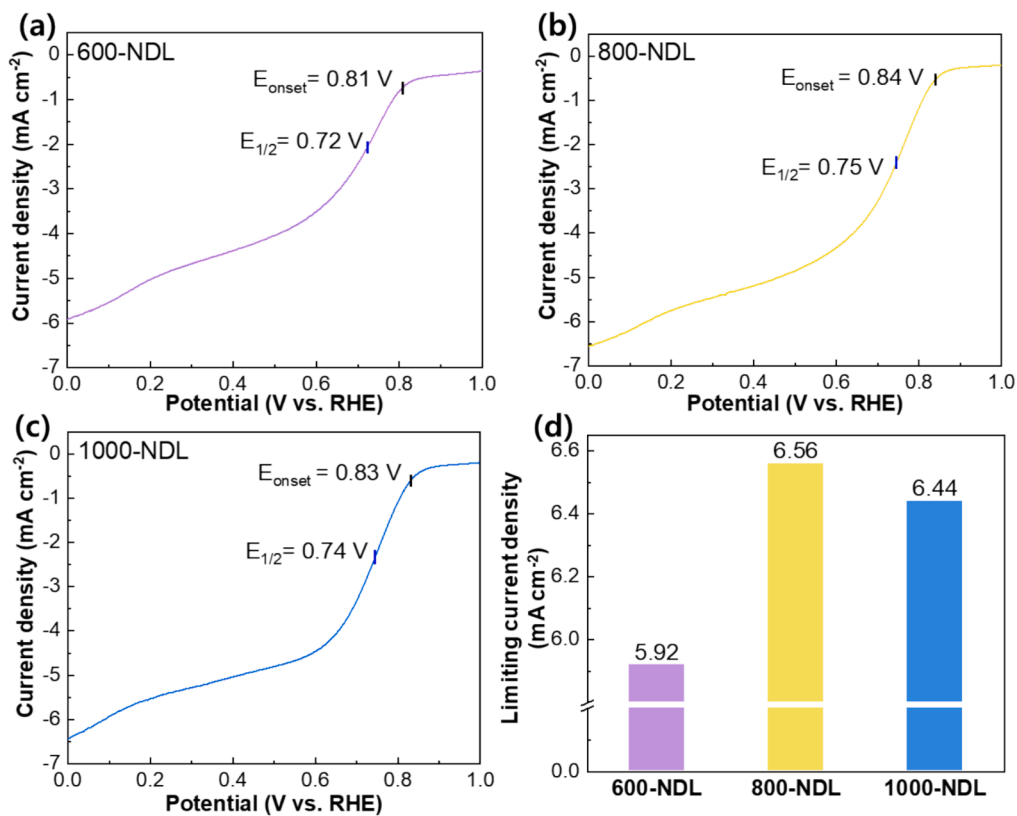 (a)
600-NDL
E_onset= 0.81 V
E_1/2= 0.72 V
0
-1
-2
-3
-4
-5
-6
-7
0.0 0.2 0.4 0.6 0.8 1.0
Current density (mA cm⁻²)
Potential (V vs. RHE)
(b)
800-NDL
E_onset= 0.84 V
E_1/2= 0.75 V
0
-1
-2
-3
-4
-5
-6
-7
0.0 0.2 0.4 0.6 0.8 1.0
Current density (mA cm⁻²)
Potential (V vs. RHE)
(c)
1000-NDL
E_onset = 0.83 V
E_1/2= 0.74 V
0
-1
-2
-3
-4
-5
-6
-7
0.0 0.2 0.4 0.6 0.8 1.0
Current density (mA cm⁻²)
Potential (V vs. RHE)
(d)
6.6
6.4
6.2
6.0
0.0
5.92
6.56
6.44
600-NDL 800-NDL 1000-NDL
Limiting current density
(mA cm⁻²)